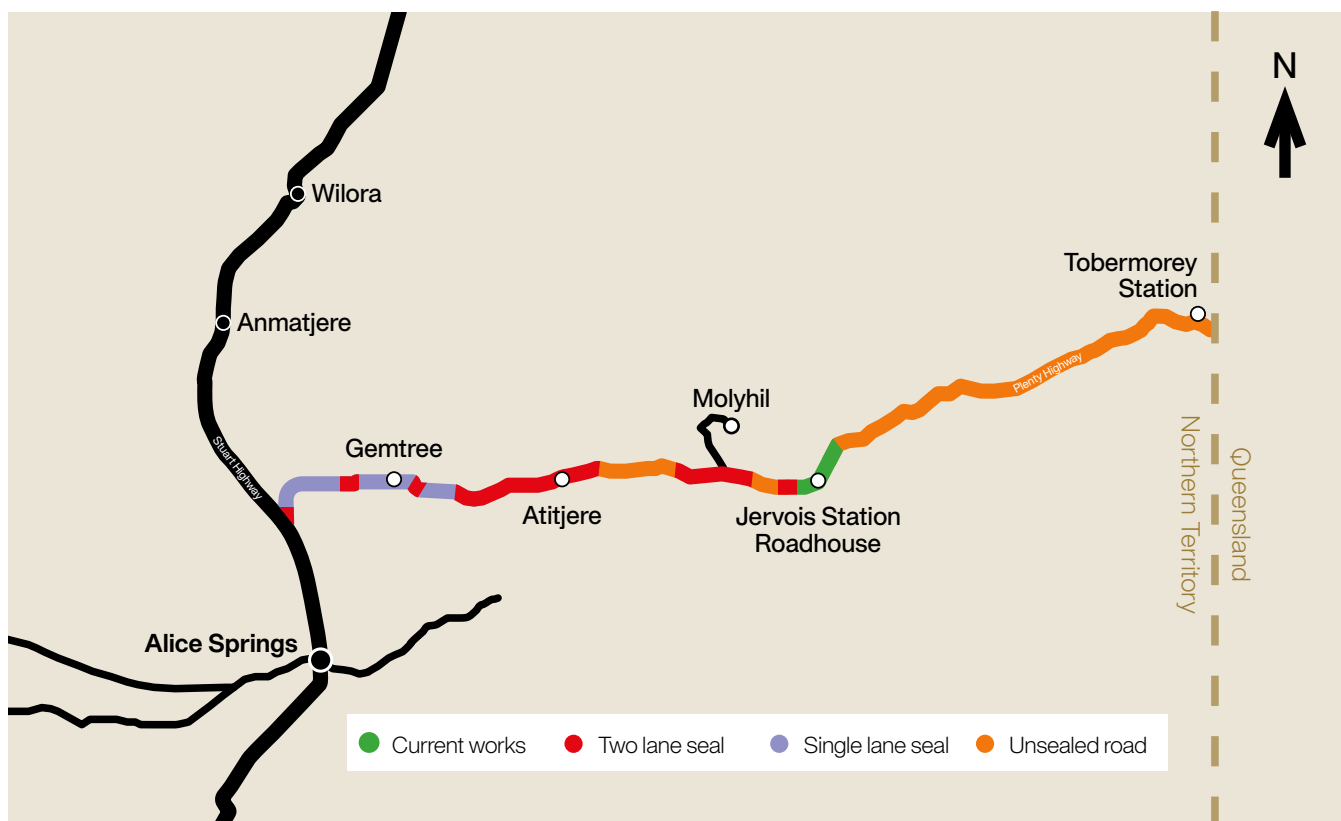 N
Wilora
Tobermorey
Station
Anmatjere
Plenty Highway
Molyhil
Gemtree
Stuart Highway
Queensland
Northern Territory
Atitjere
Jervois Station
Roadhouse
Alice Springs
Current works
Two lane seal
Single lane seal
Unsealed road